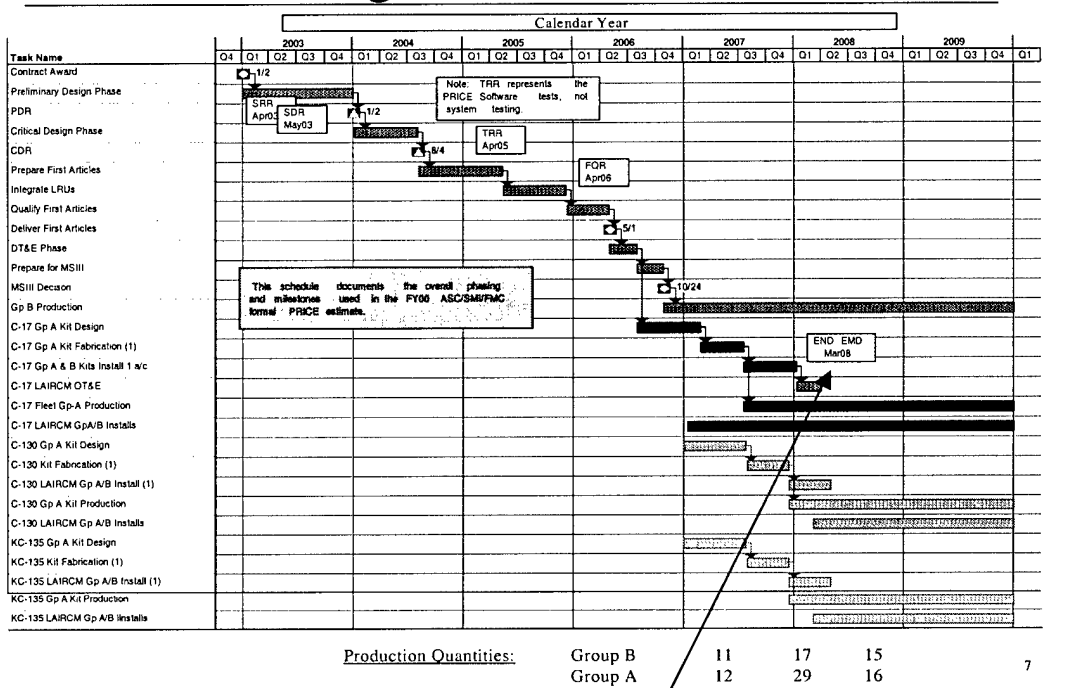 Calendar Year
2003 2004 2005 2006 2007 2008 2009
Task Name Q4 Q1 Q2 Q3 Q4 Q1 Q2 Q3 Q4 Q1 Q2 Q3 Q4 Q1 Q2 Q3 Q4 Q1 Q2 Q3 Q4 Q1 Q2 Q3 Q4 Q1 Q2 Q3 Q4 Q1
Contract Award 1/2
Preliminary Design Phase
Note: TRR represents the
PRICE Software tests, not
system testing.
SRR
Apr03
SDR
May03
PDR 1/2
Critical Design Phase
TRR
Apr05
CDR 8/4
Prepare First Articles
FQR
Apr06
Integrate LRUs
Qualify First Articles
Deliver First Articles 5/1
DT&E Phase
Prepare for MSIII
This schedule documents the overall phasing
and milestones used in the FY00 ASC/SMI/FMC
formal PRICE estimate.
MSIII Decison 10/24
Gp B Production
C-17 Gp A Kit Design
C-17 Gp A Kit Fabrication (1)
END EMD
Mar08
C-17 Gp A & B Kits Install 1 a/c
C-17 LAIRCM OT&E
C-17 Fleet Gp-A Production
C-17 LAIRCM GpA/B Installs
C-130 Gp A Kit Design
C-130 Kit Fabrication (1)
C-130 LAIRCM Gp A/B Install (1)
C-130 Gp A Kit Production
C-130 LAIRCM Gp A/B Installs
KC-135 Gp A Kit Design
KC-135 Kit Fabrication (1)
KC-135 LAIRCM Gp A/B Install (1)
KC-135 Gp A Kit Production
KC-135 LAIRCM Gp A/B Iinstalls
Production Quantities: Group B 11 17 15
Group A 12 29 16
7